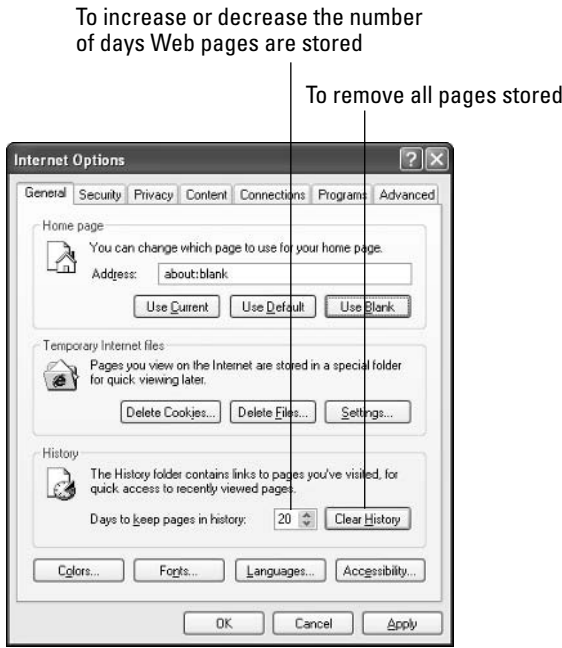 To increase or decrease the number
of days Web pages are stored
To remove all pages stored
Internet Options
General Security Privacy Content Connections Programs Advanced
Home page
You can change which page to use for your home page.
Address: about:blank
Use Current Use Default Use Blank
Temporary Internet files
Pages you view on the Internet are stored in a special folder
for quick viewing later.
Delete Cookies... Delete Files... Settings...
History
The History folder contains links to pages you've visited, for
quick access to recently viewed pages.
Days to keep pages in history: 20 Clear History
Colors... Fonts... Languages... Accessibility...
OK Cancel Apply